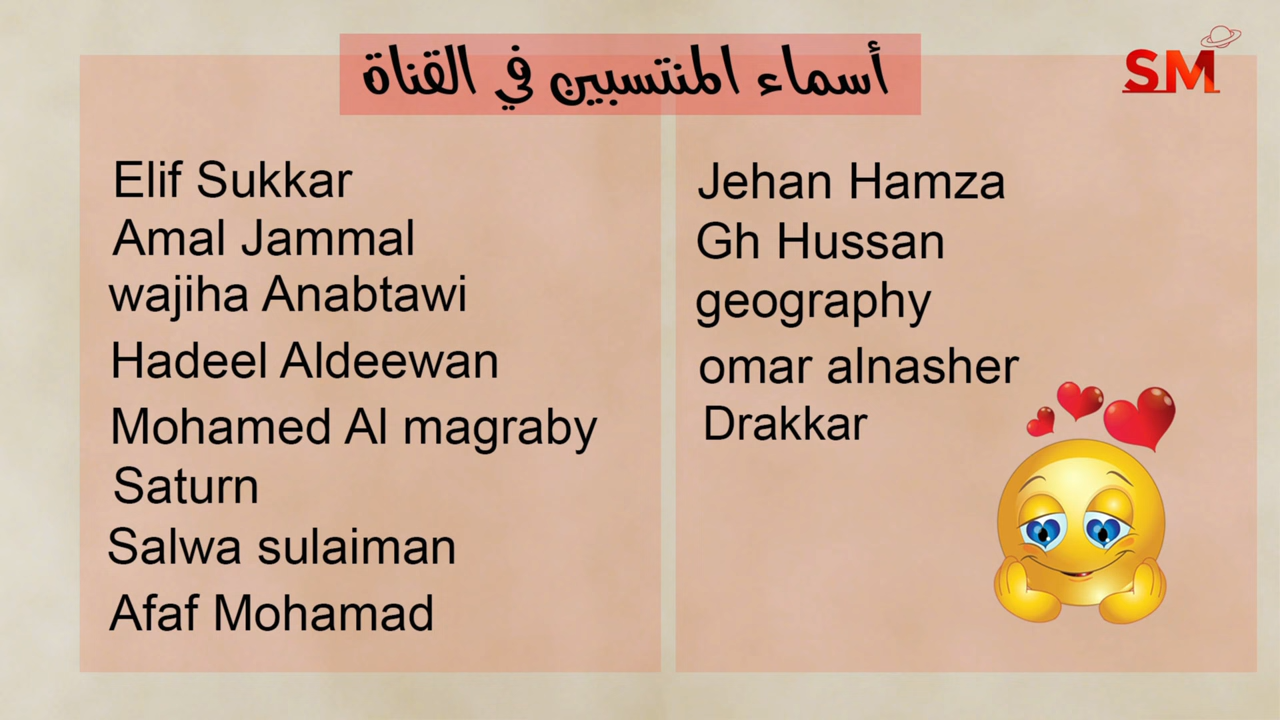 أسماء المنتسبين في القناة
SM
Elif Sukkar
Amal Jammal
wajiha Anabtawi
Hadeel Aldeewan
Mohamed Al magraby
Saturn
Salwa sulaiman
Afaf Mohamad
Jehan Hamza
Gh Hussan
geography
omar alnasher
Drakkar